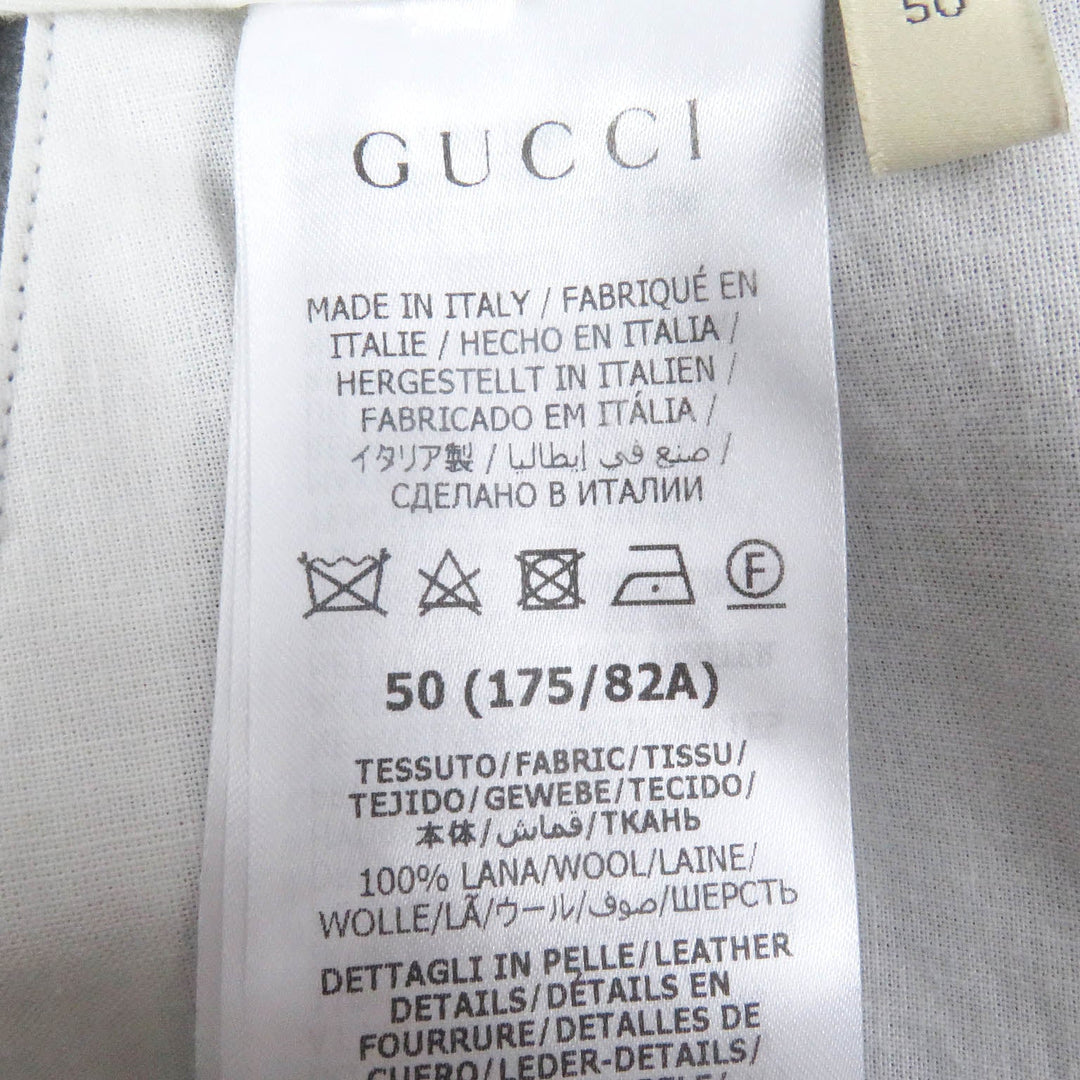 50
GUCCI
MADE IN ITALY / FABRIQUÉ EN
ITALIE / HECHO EN ITALIA /
HERGESTELLT IN ITALIEN /
FABRICADO EM ITÁLIA /
イタリア製 / صنع في إيطاليا /
СДЕЛАНО В ИТАЛИИ
F
50 (175/82A)
TESSUTO/FABRIC/TISSU/
TEJIDO/GEWEBE/TECIDO/
本体/قماش/ТКАНЬ
100% LANA/WOOL/LAINE/
WOLLE/LÃ/ウール/صوف/ШЕРСТЬ
DETTAGLI IN PELLE/LEATHER
DETAILS/DÉTAILS EN
FOURRURE/DETALLES DE
CUERO/LEDER-DETAILS/